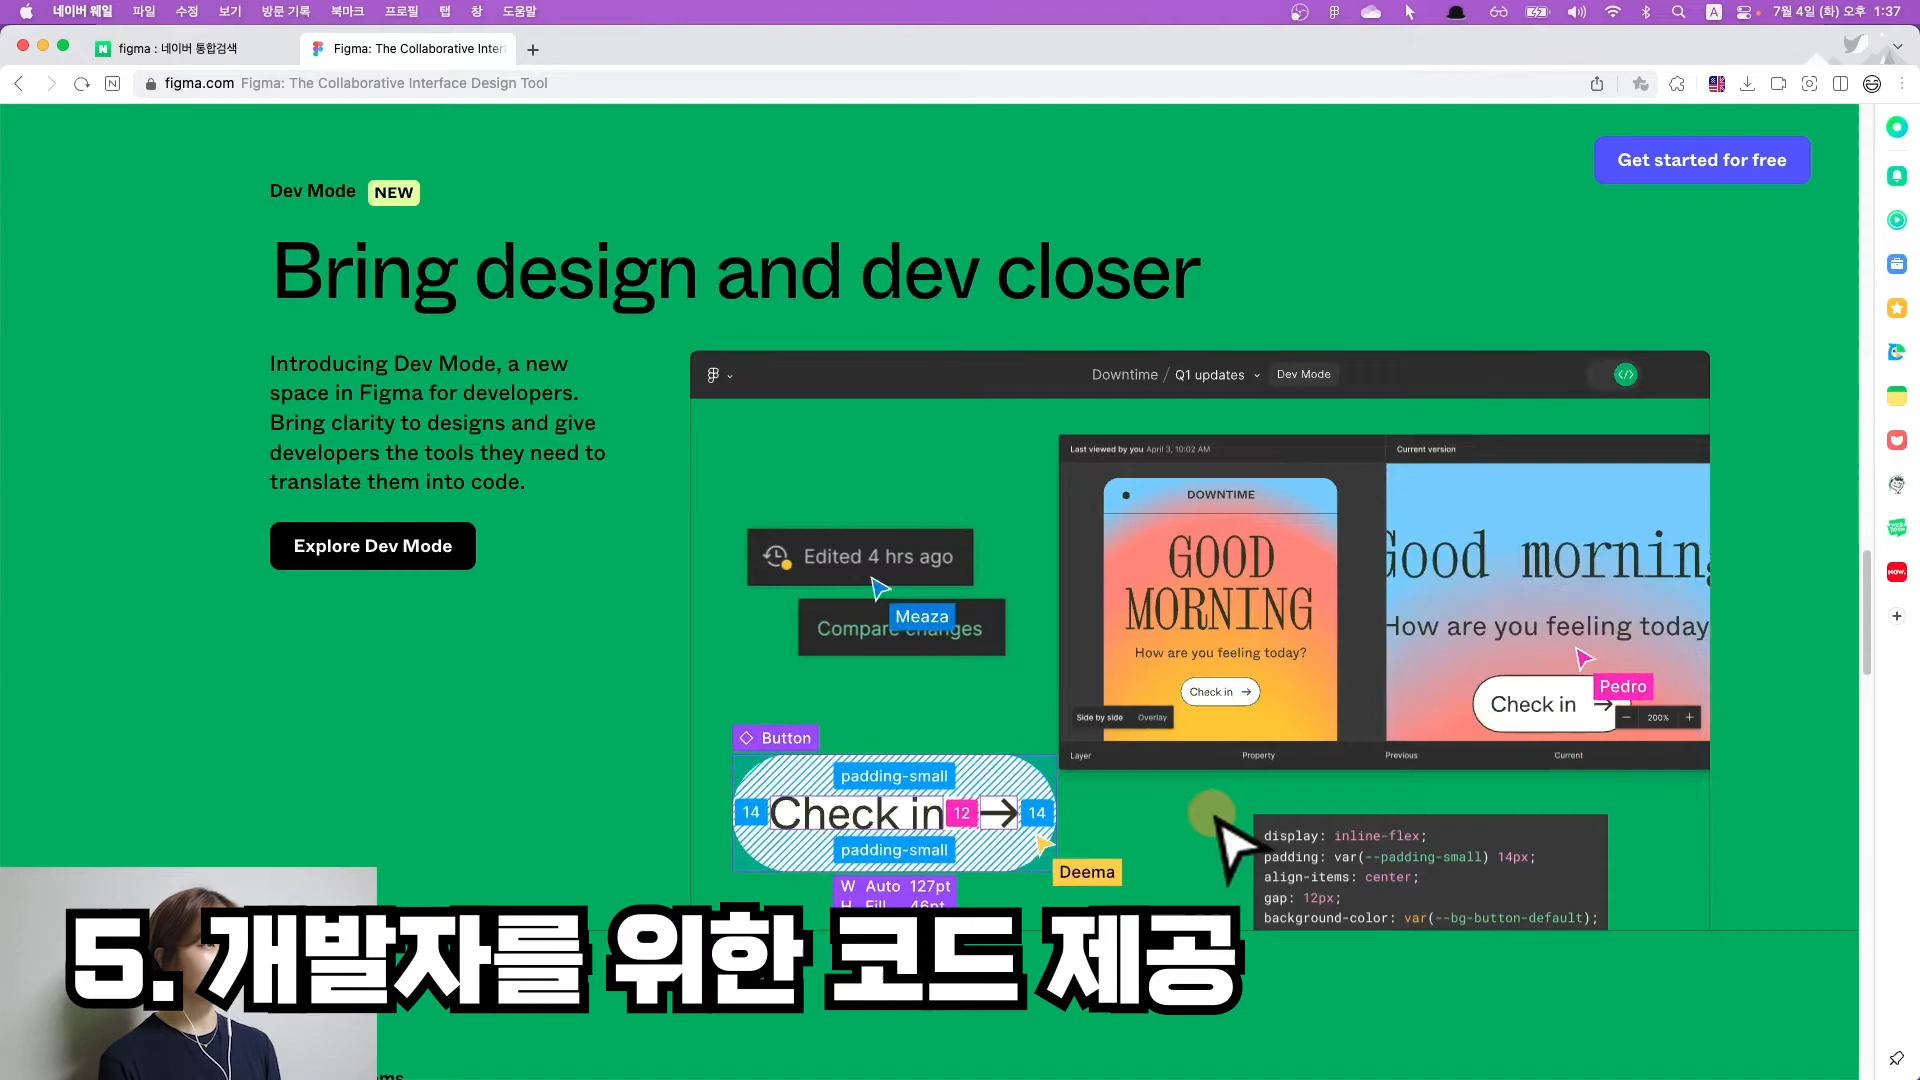 네이버 웨일 파일 수정 보기 방문 기록 북마크 프로필 탭 창 도움말 A 7월 4일 (화) 오후 1:37
figma : 네이버 통합검색
Figma: The Collaborative Inter
figma.com Figma: The Collaborative Interface Design Tool
Get started for free
Dev Mode NEW
Bring design and dev closer
Introducing Dev Mode, a new
space in Figma for developers.
Bring clarity to designs and give
developers the tools they need to
translate them into code.
Explore Dev Mode
Downtime / Q1 updates Dev Mode
Last viewed by you April 3, 10:02 AM
Current version
DOWNTIME
GOOD
MORNING
How are you feeling today?
Check in →
Side by side Overlay
Good morning
How are you feeling today
Pedro
Check in →
− 200% +
Layer Property Previous Current
Edited 4 hrs ago
Meaza
Compare changes
Button
padding-small
14 Check in 12 → 14
padding-small
Deema
W Auto 127pt
H Fill 46pt
display: inline-flex;
padding: var(--padding-small) 14px;
align-items: center;
gap: 12px;
background-color: var(--bg-button-default);
5. 개발자를 위한 코드 제공